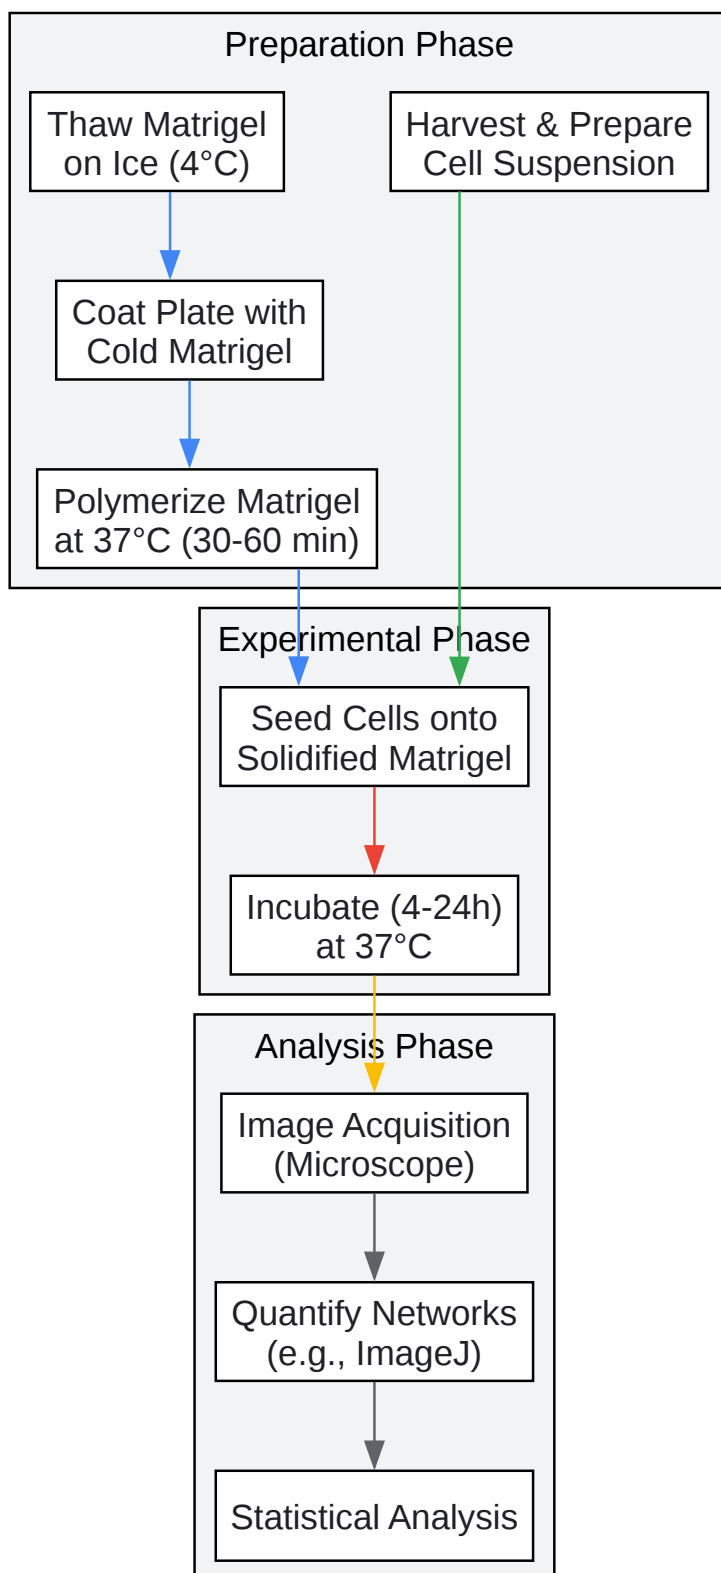 Preparation Phase
Thaw Matrigel
on Ice (4°C)
Harvest & Prepare
Cell Suspension
Coat Plate with
Cold Matrigel
Polymerize Matrigel
at 37°C (30-60 min)
Experimental Phase
Seed Cells onto
Solidified Matrigel
Incubate (4-24h)
at 37°C
Analysis Phase
Image Acquisition
(Microscope)
Quantify Networks
(e.g., ImageJ)
Statistical Analysis